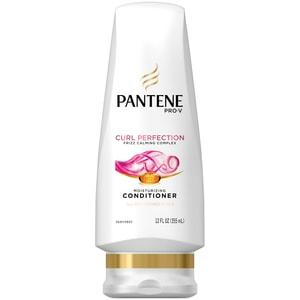 PANTENE
PRO-V
CURL PERFECTION
FRIZZ CALMING COMPLEX
MOISTURIZING
CONDITIONER
12 FL OZ (355 mL)